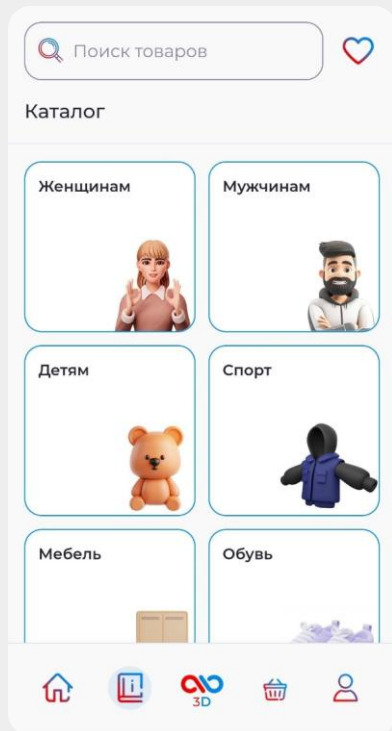 Поиск товаров
Каталог
Женщинам
Мужчинам
Детям
Спорт
Мебель
Обувь
3D